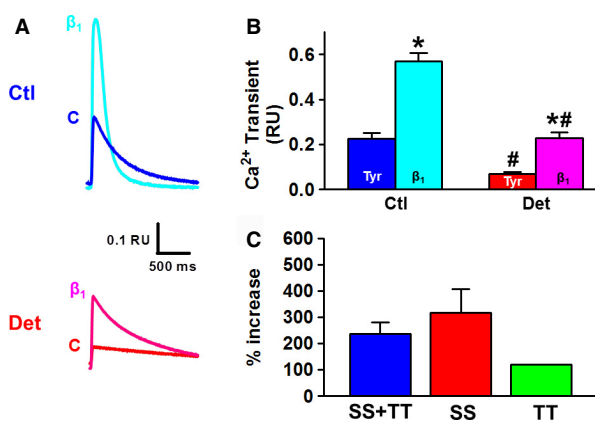 A
β₁
Ctl
C
0.1 RU
500 ms
β₁
Det
C
B
Ca²⁺ Transient
(RU)
0.6
0.4
0.2
0.0
*
*#
#
Tyr
β₁
Tyr
β₁
Ctl
Det
C
% increase
600
500
400
300
200
100
0
SS+TT
SS
TT